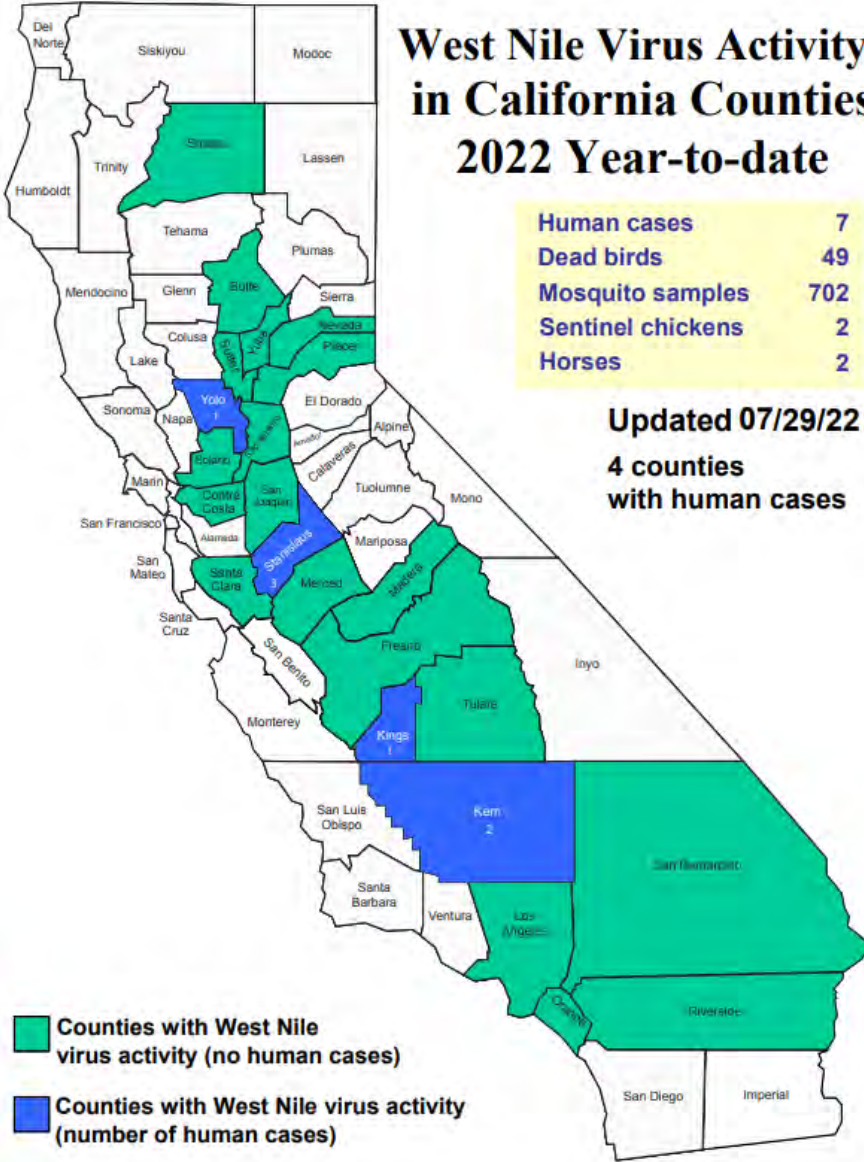 West Nile Virus Activity
in California Counties
2022 Year-to-date
Human cases 7
Dead birds 49
Mosquito samples 702
Sentinel chickens 2
Horses 2
Updated 07/29/22
4 counties
with human cases
Del
Norte
Siskiyou
Modoc
Shasta
Lassen
Trinity
Humboldt
Tehama
Plumas
Mendocino
Glenn
Butte
Sierra
Colusa
Nevada
Yuba
Sutter
Placer
Lake
Yolo
1
El Dorado
Sonoma
Napa
Sacramento
Amador
Alpine
Solano
Calaveras
Marin
Contra
Costa
San
Joaquin
Tuolumne
Mono
San Francisco
Alameda
Stanislaus
3
Mariposa
San
Mateo
Santa
Clara
Merced
Madera
Santa
Cruz
San Benito
Fresno
Inyo
Monterey
Kings
1
Tulare
San Luis
Obispo
Kern
2
San Bernardino
Santa
Barbara
Ventura
Los
Angeles
Orange
Riverside
San Diego
Imperial
Counties with West Nile
virus activity (no human cases)
Counties with West Nile virus activity
(number of human cases)